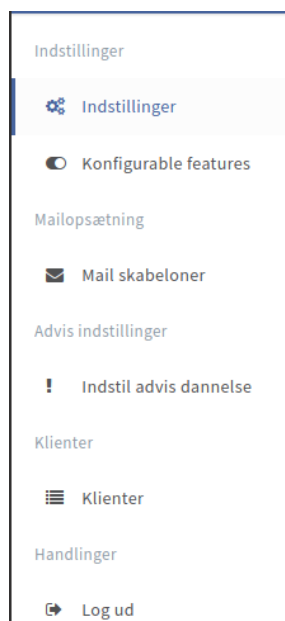 Indstillinger
Indstillinger
Konfigurable features
Mailopsætning
Mail skabeloner
Advis indstillinger
Indstil advis dannelse
Klienter
Klienter
Handlinger
Log ud